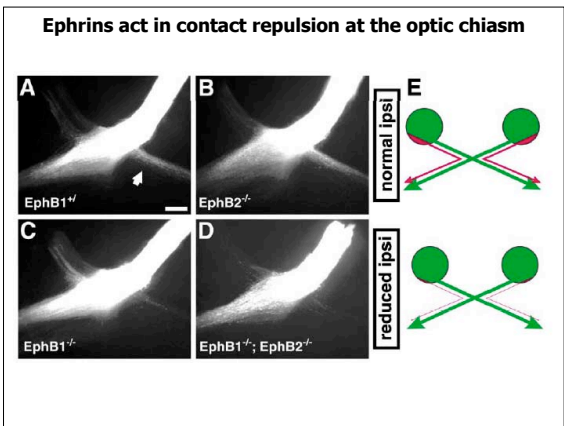 Ephrins act in contact repulsion at the optic chiasm
A
B
E
EphB1+/
EphB2-/-
normal ipsi
C
D
EphB1-/-
EphB1-/-; EphB2-/-
reduced ipsi